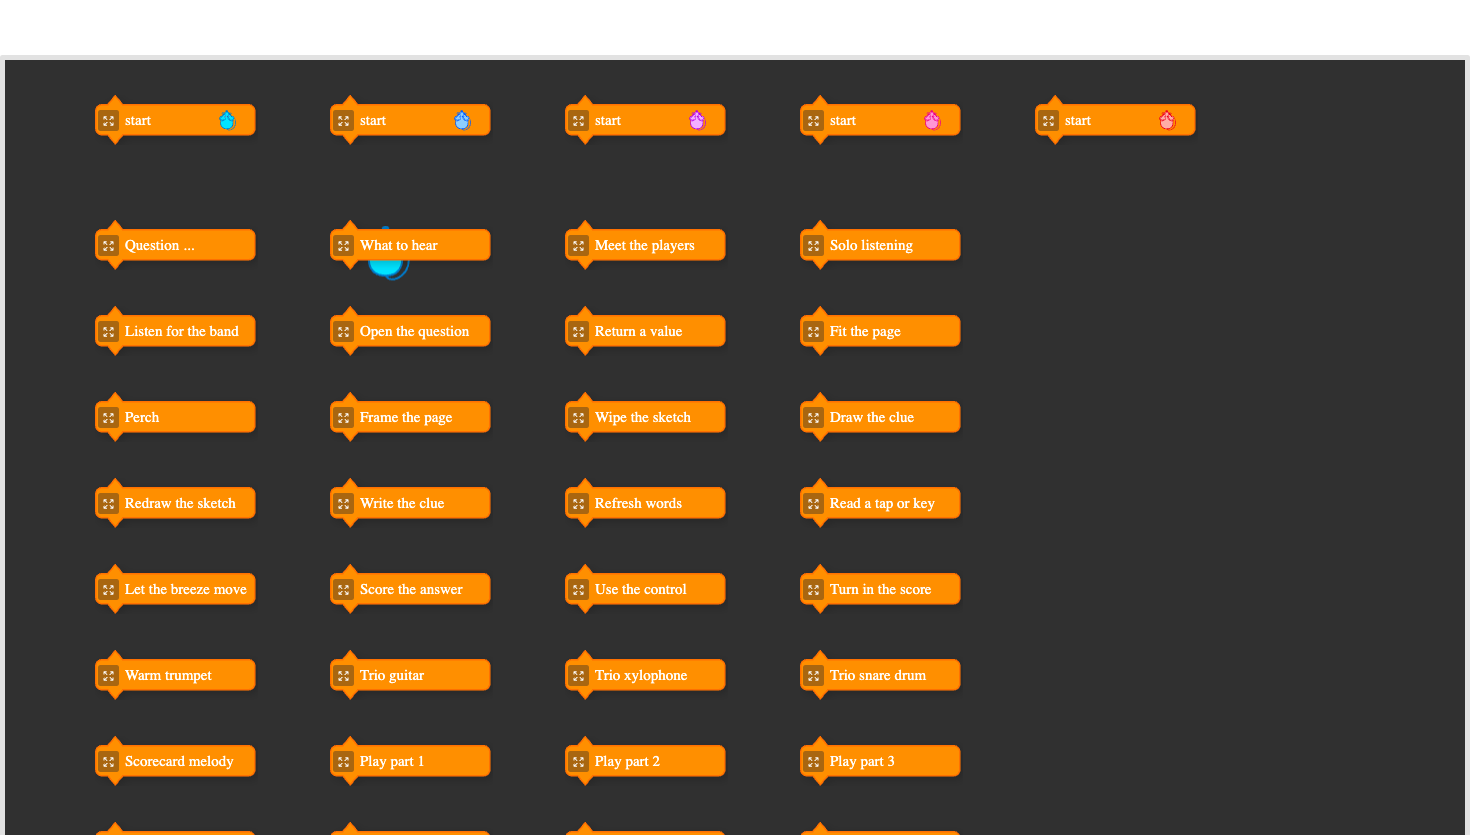 start start start start start
Question ... What to hear Meet the players Solo listening
Listen for the band Open the question Return a value Fit the page
Perch Frame the page Wipe the sketch Draw the clue
Redraw the sketch Write the clue Refresh words Read a tap or key
Let the breeze move Score the answer Use the control Turn in the score
Warm trumpet Trio guitar Trio xylophone Trio snare drum
Scorecard melody Play part 1 Play part 2 Play part 3